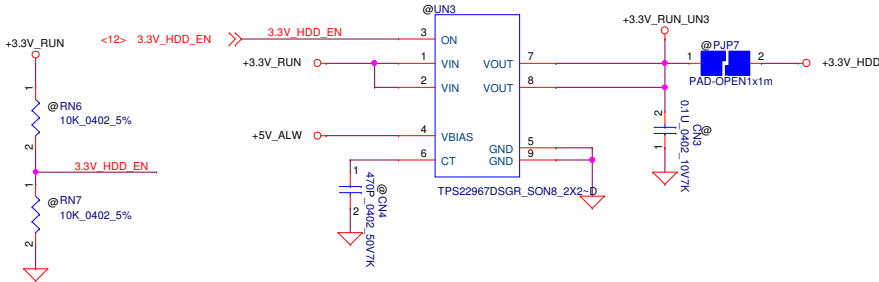 @UN3
+3.3V_RUN_UN3
+3.3V_RUN
<12> 3.3V_HDD_EN
3 ON
@PJP7
+3.3V_RUN
1 VIN
VOUT 7
1
2
+3.3V_HDD
2 VIN
VOUT 8
PAD-OPEN1x1m
1
@RN6
10K_0402_5%
2
2
1
CN3
@
0.1U_0402_10V7K
+5V_ALW
4 VBIAS
GND 5
6 CT
GND 9
3.3V_HDD_EN
1
@RN7
10K_0402_5%
2
1
2
@CN4
470P_0402_50V7K
TPS22967DSGR_SON8_2X2~D